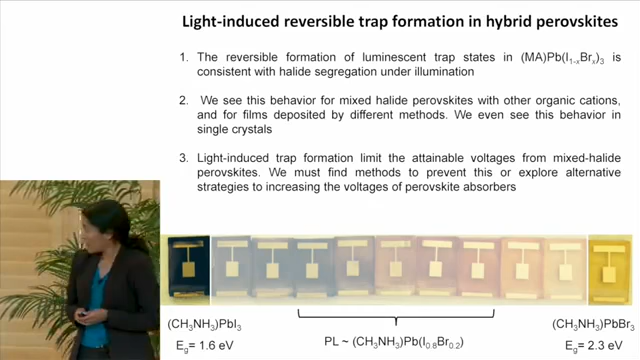 Light-induced reversible trap formation in hybrid perovskites
1. The reversible formation of luminescent trap states in (MA)Pb(I₁₋ₓBrₓ)₃ is
consistent with halide segregation under illumination
2. We see this behavior for mixed halide perovskites with other organic cations,
and for films deposited by different methods. We even see this behavior in
single crystals
3. Light-induced trap formation limit the attainable voltages from mixed-halide
perovskites. We must find methods to prevent this or explore alternative
strategies to increasing the voltages of perovskite absorbers
(CH₃NH₃)PbI₃
E₉= 1.6 eV
PL ~ (CH₃NH₃)Pb(I₀.₈Br₀.₂)
(CH₃NH₃)PbBr₃
E₉= 2.3 eV